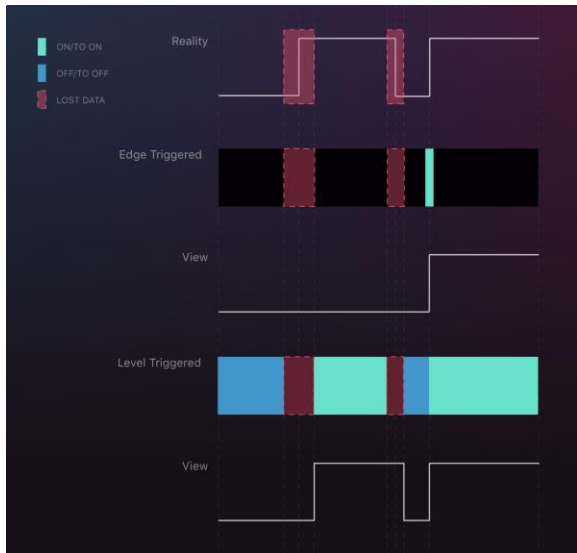 Reality
ON/TO ON
OFF/TO OFF
LOST DATA
Edge Triggered
View
Level Triggered
View